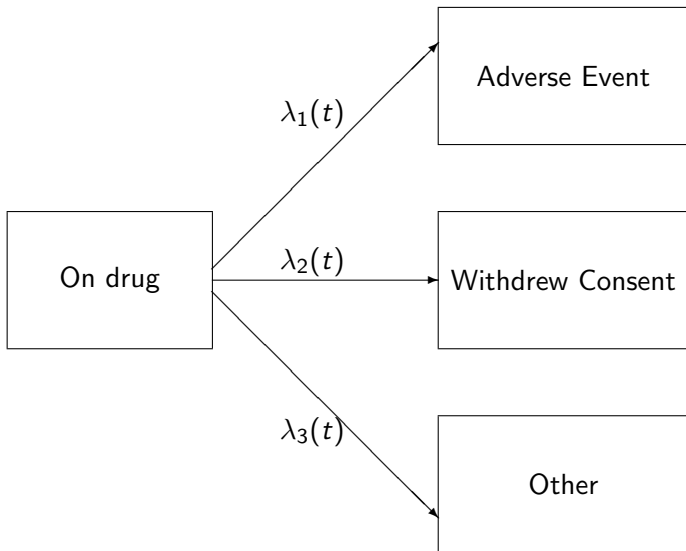 Adverse Event
λ₁(t)
On drug
λ₂(t)
Withdrew Consent
λ₃(t)
Other